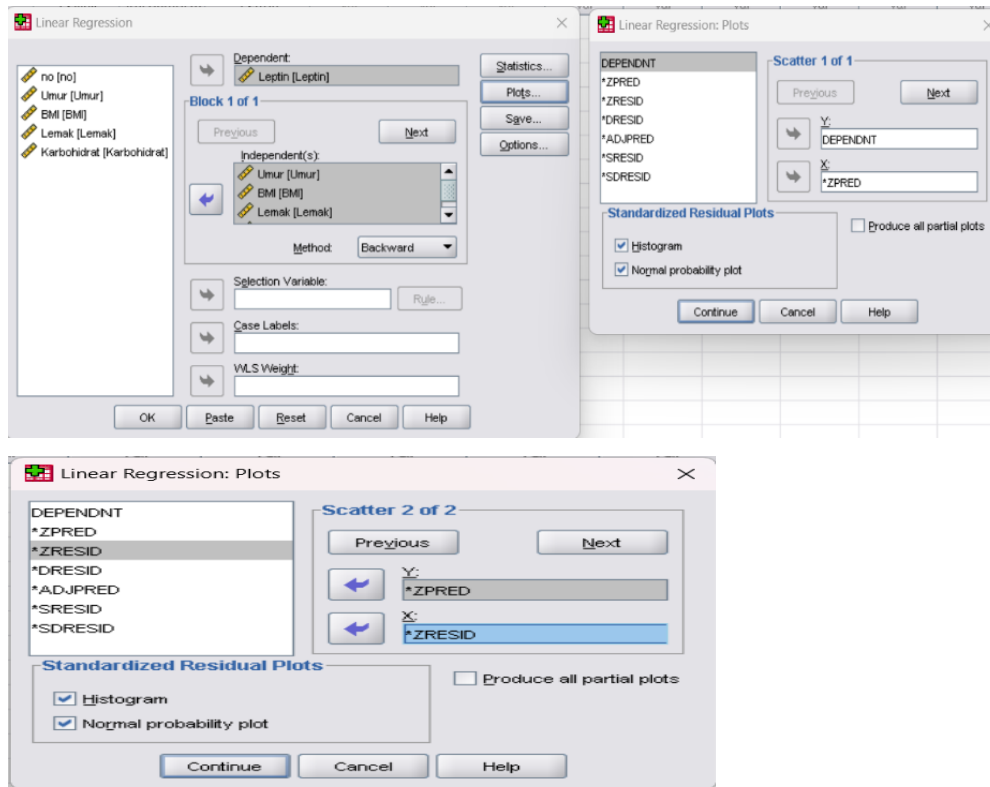 Linear Regression
no [no]
Umur [Umur]
BMI [BMI]
Lemak [Lemak]
Karbohidrat [Karbohidrat]
Dependent:
Leptin [Leptin]
Block 1 of 1
Previous
Next
Independent(s):
Umur [Umur]
BMI [BMI]
Lemak [Lemak]
Method:
Backward
Selection Variable:
Rule...
Case Labels:
WLS Weight:
Statistics...
Plots...
Save...
Options...
OK
Paste
Reset
Cancel
Help
Linear Regression: Plots
DEPENDNT
*ZPRED
*ZRESID
*DRESID
*ADJPRED
*SRESID
*SDRESID
Scatter 1 of 1
Previous
Next
Y:
DEPENDNT
X:
*ZPRED
Standardized Residual Plots
Histogram
Normal probability plot
Produce all partial plots
Continue
Cancel
Help
Linear Regression: Plots
DEPENDNT
*ZPRED
*ZRESID
*DRESID
*ADJPRED
*SRESID
*SDRESID
Scatter 2 of 2
Previous
Next
Y:
*ZPRED
X:
*ZRESID
Standardized Residual Plots
Histogram
Normal probability plot
Produce all partial plots
Continue
Cancel
Help